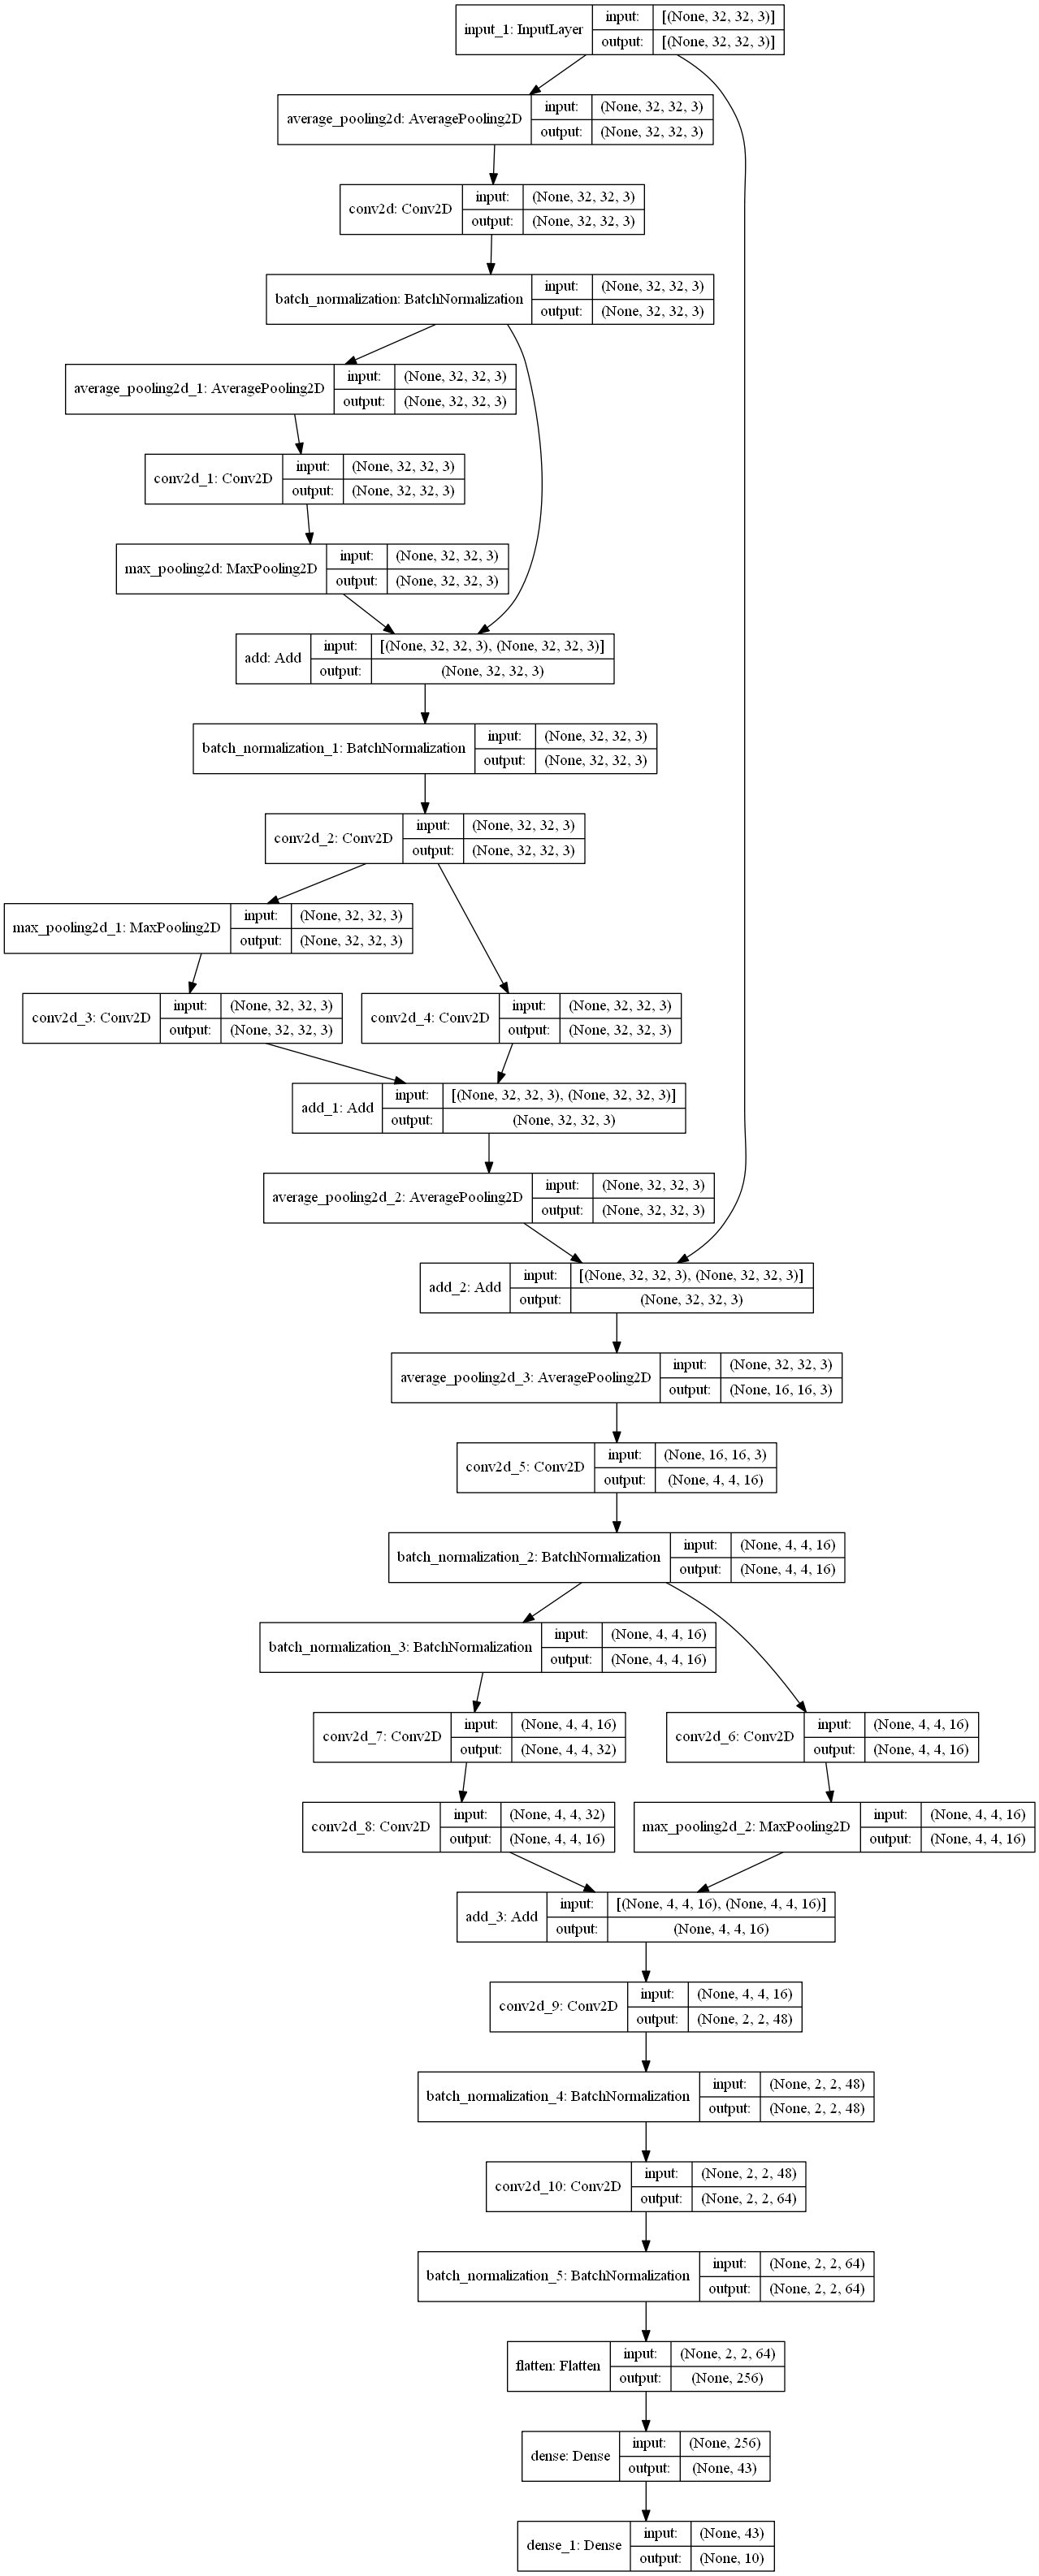 input_1: InputLayer
input: [(None, 32, 32, 3)]
output: [(None, 32, 32, 3)]
average_pooling2d: AveragePooling2D
input: (None, 32, 32, 3)
output: (None, 32, 32, 3)
conv2d: Conv2D
input: (None, 32, 32, 3)
output: (None, 32, 32, 3)
batch_normalization: BatchNormalization
input: (None, 32, 32, 3)
output: (None, 32, 32, 3)
average_pooling2d_1: AveragePooling2D
input: (None, 32, 32, 3)
output: (None, 32, 32, 3)
conv2d_1: Conv2D
input: (None, 32, 32, 3)
output: (None, 32, 32, 3)
max_pooling2d: MaxPooling2D
input: (None, 32, 32, 3)
output: (None, 32, 32, 3)
add: Add
input: [(None, 32, 32, 3), (None, 32, 32, 3)]
output: (None, 32, 32, 3)
batch_normalization_1: BatchNormalization
input: (None, 32, 32, 3)
output: (None, 32, 32, 3)
conv2d_2: Conv2D
input: (None, 32, 32, 3)
output: (None, 32, 32, 3)
max_pooling2d_1: MaxPooling2D
input: (None, 32, 32, 3)
output: (None, 32, 32, 3)
conv2d_3: Conv2D
input: (None, 32, 32, 3)
output: (None, 32, 32, 3)
conv2d_4: Conv2D
input: (None, 32, 32, 3)
output: (None, 32, 32, 3)
add_1: Add
input: [(None, 32, 32, 3), (None, 32, 32, 3)]
output: (None, 32, 32, 3)
average_pooling2d_2: AveragePooling2D
input: (None, 32, 32, 3)
output: (None, 32, 32, 3)
add_2: Add
input: [(None, 32, 32, 3), (None, 32, 32, 3)]
output: (None, 32, 32, 3)
average_pooling2d_3: AveragePooling2D
input: (None, 32, 32, 3)
output: (None, 16, 16, 3)
conv2d_5: Conv2D
input: (None, 16, 16, 3)
output: (None, 4, 4, 16)
batch_normalization_2: BatchNormalization
input: (None, 4, 4, 16)
output: (None, 4, 4, 16)
batch_normalization_3: BatchNormalization
input: (None, 4, 4, 16)
output: (None, 4, 4, 16)
conv2d_7: Conv2D
input: (None, 4, 4, 16)
output: (None, 4, 4, 32)
conv2d_6: Conv2D
input: (None, 4, 4, 16)
output: (None, 4, 4, 16)
conv2d_8: Conv2D
input: (None, 4, 4, 32)
output: (None, 4, 4, 16)
max_pooling2d_2: MaxPooling2D
input: (None, 4, 4, 16)
output: (None, 4, 4, 16)
add_3: Add
input: [(None, 4, 4, 16), (None, 4, 4, 16)]
output: (None, 4, 4, 16)
conv2d_9: Conv2D
input: (None, 4, 4, 16)
output: (None, 2, 2, 48)
batch_normalization_4: BatchNormalization
input: (None, 2, 2, 48)
output: (None, 2, 2, 48)
conv2d_10: Conv2D
input: (None, 2, 2, 48)
output: (None, 2, 2, 64)
batch_normalization_5: BatchNormalization
input: (None, 2, 2, 64)
output: (None, 2, 2, 64)
flatten: Flatten
input: (None, 2, 2, 64)
output: (None, 256)
dense: Dense
input: (None, 256)
output: (None, 43)
dense_1: Dense
input: (None, 43)
output: (None, 10)